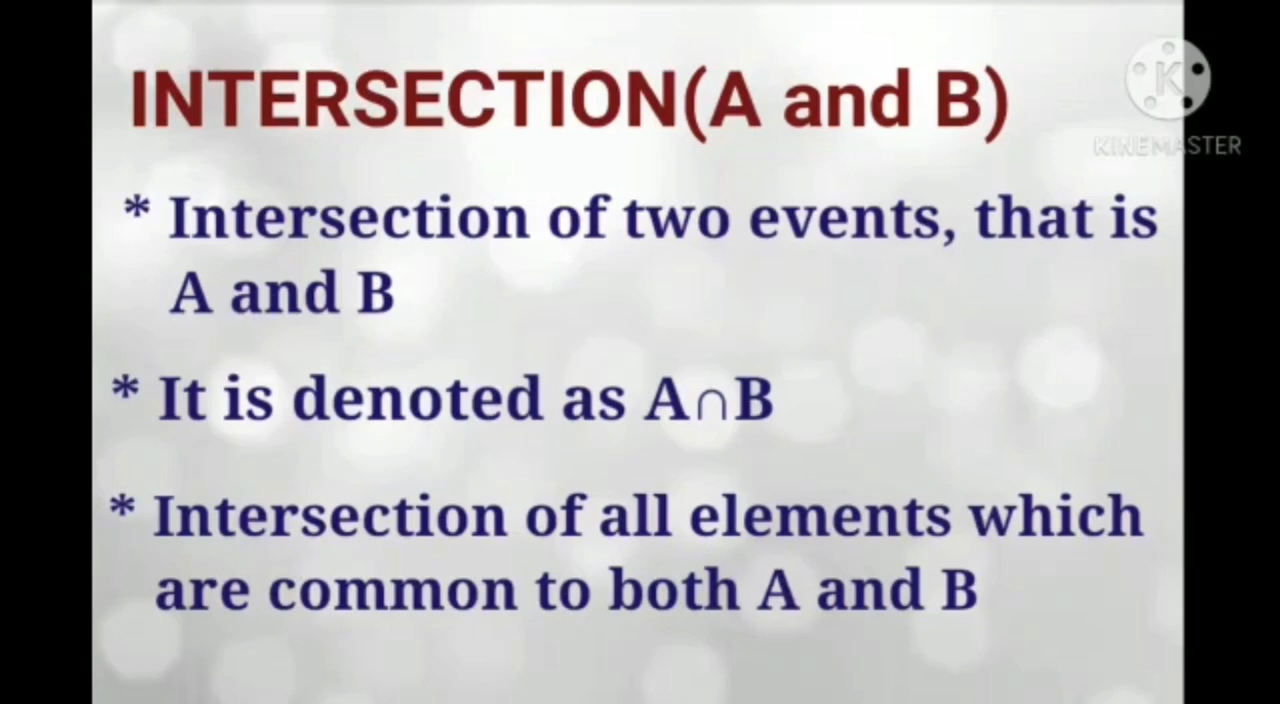 INTERSECTION(A and B)
KINEMASTER
* Intersection of two events, that is
A and B
* It is denoted as A∩B
* Intersection of all elements which
are common to both A and B